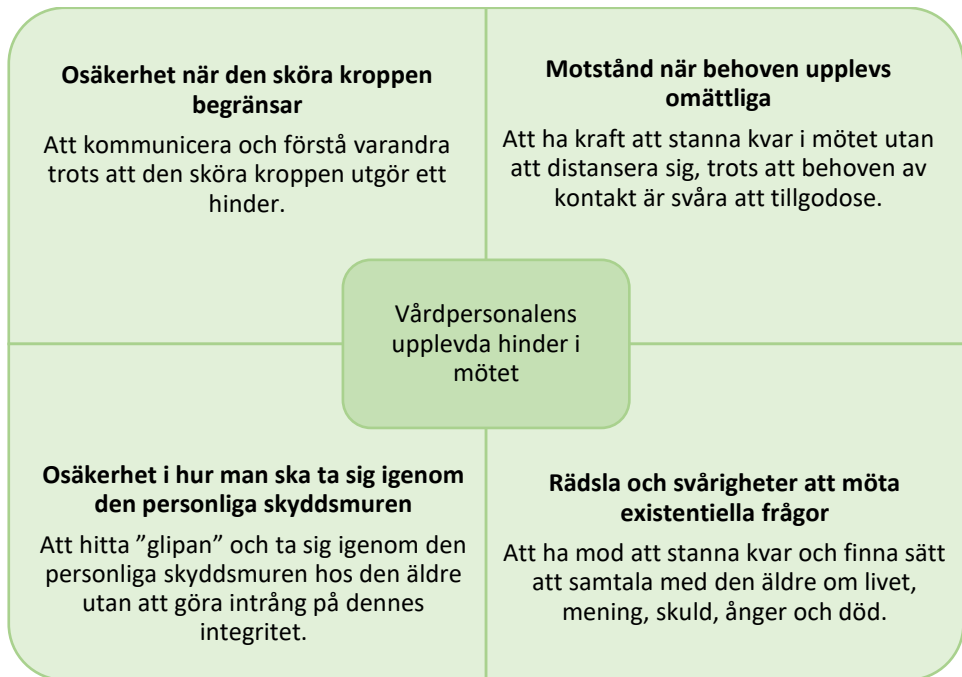 Osäkerhet när den sköra kroppen
begränsar
Att kommunicera och förstå varandra
trots att den sköra kroppen utgör ett
hinder.
Motstånd när behoven upplevs
omättliga
Att ha kraft att stanna kvar i mötet utan
att distansera sig, trots att behoven av
kontakt är svåra att tillgodose.
Vårdpersonalens
upplevda hinder i
mötet
Osäkerhet i hur man ska ta sig igenom
den personliga skyddsmuren
Att hitta ”glipan” och ta sig igenom den
personliga skyddsmuren hos den äldre
utan att göra intrång på dennes
integritet.
Rädsla och svårigheter att möta
existentiella frågor
Att ha mod att stanna kvar och finna sätt
att samtala med den äldre om livet,
mening, skuld, ånger och död.